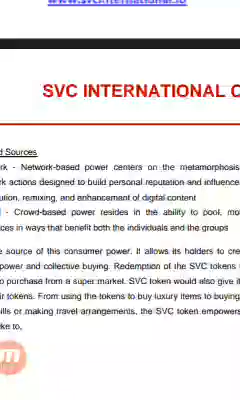 www.svcinternational.io
SVC INTERNATIONAL C
d Sources
rk - Network-based power centers on the metamorphosis
rk actions designed to build personal reputation and influence
ution, remixing, and enhancement of digital content
- Crowd-based power resides in the ability to pool, mo
ces in ways that benefit both the individuals and the groups
e source of this consumer power. It allows its holders to cre
power and collective buying. Redemption of the SVC tokens
o purchase from a super market. SVC token would also give it
ir tokens. From using the tokens to buy luxury items to buying
ills or making travel arrangements, the SVC token empowers
ke to,